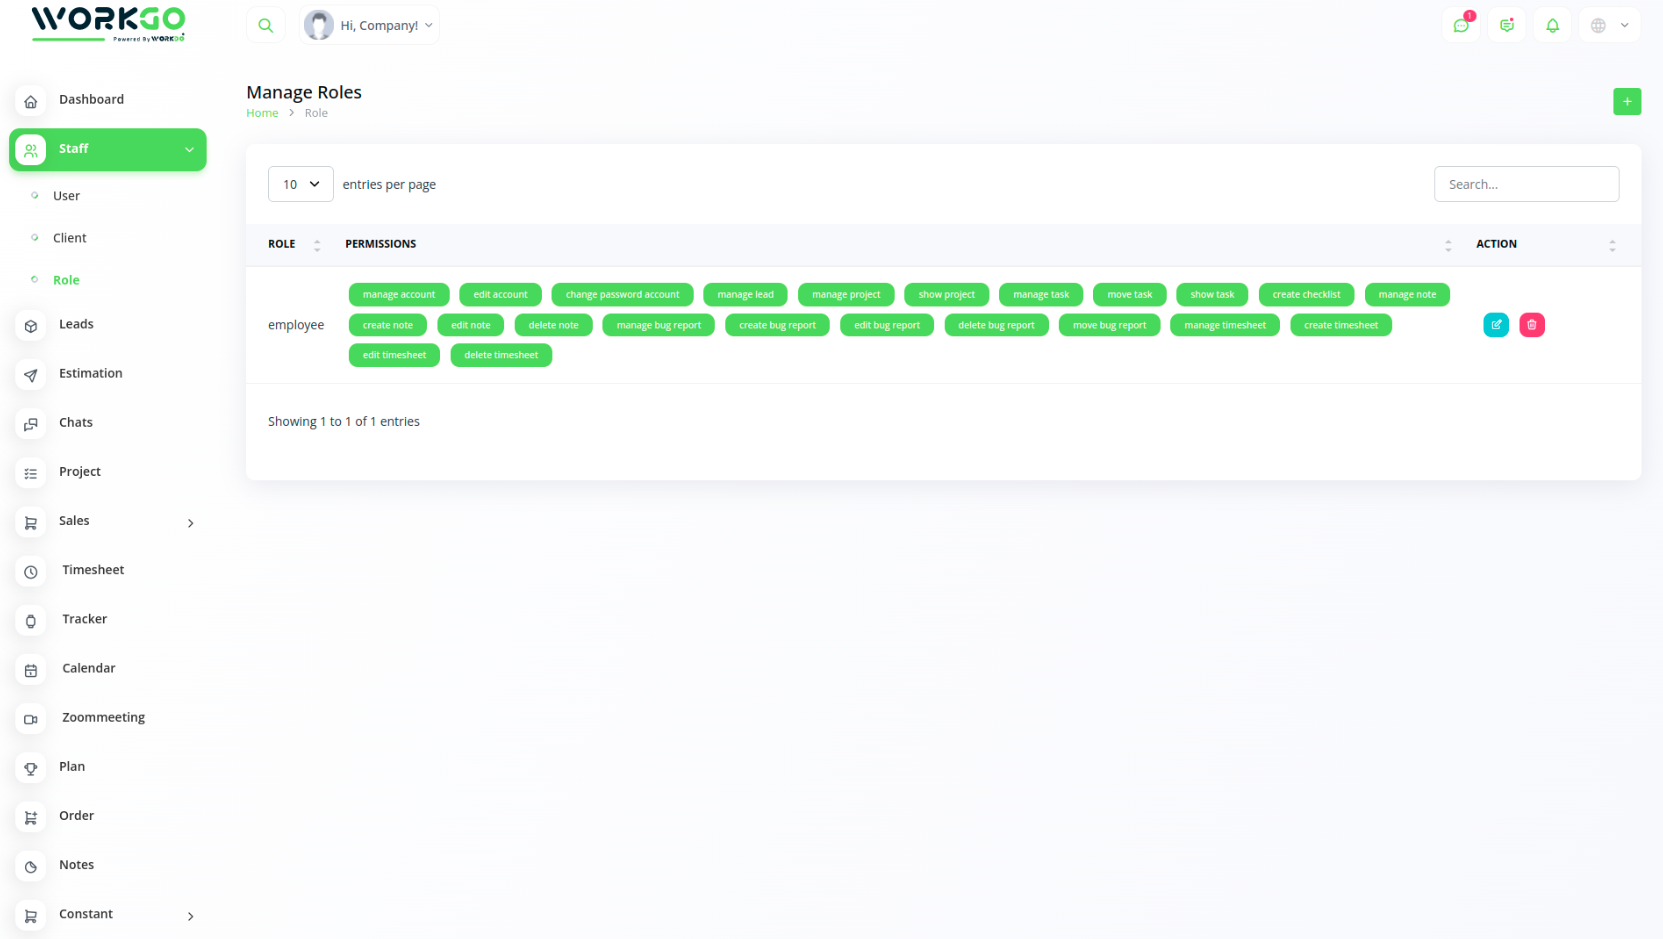 WORKGO
Powered By WORKGO
Hi, Company!
1
Manage Roles
Home > Role
+
Dashboard
Staff
User
Client
Role
Leads
Estimation
Chats
Project
Sales
Timesheet
Tracker
Calendar
Zoommeeting
Plan
Order
Notes
Constant
10 entries per page
Search...
ROLE PERMISSIONS ACTION
employee
manage account edit account change password account manage lead manage project show project manage task move task show task create checklist manage note
create note edit note delete note manage bug report create bug report edit bug report delete bug report move bug report manage timesheet create timesheet
edit timesheet delete timesheet
Showing 1 to 1 of 1 entries